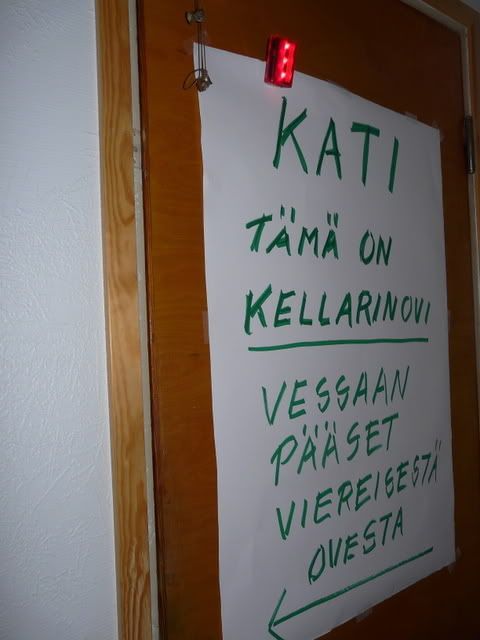 KATI
TÄMÄ ON
KELLARINOVI
VESSAAN
PÄÄSET
VIEREISESTÄ
OVESTA